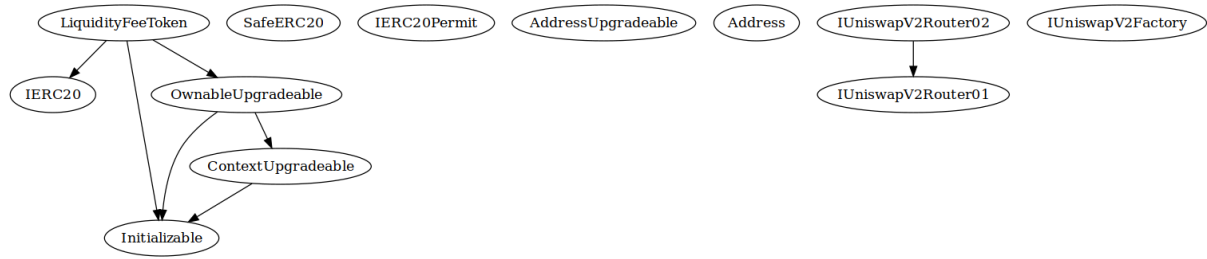 LiquidityFeeToken
SafeERC20
IERC20Permit
AddressUpgradeable
Address
IUniswapV2Router02
IUniswapV2Factory
IERC20
OwnableUpgradeable
IUniswapV2Router01
ContextUpgradeable
Initializable